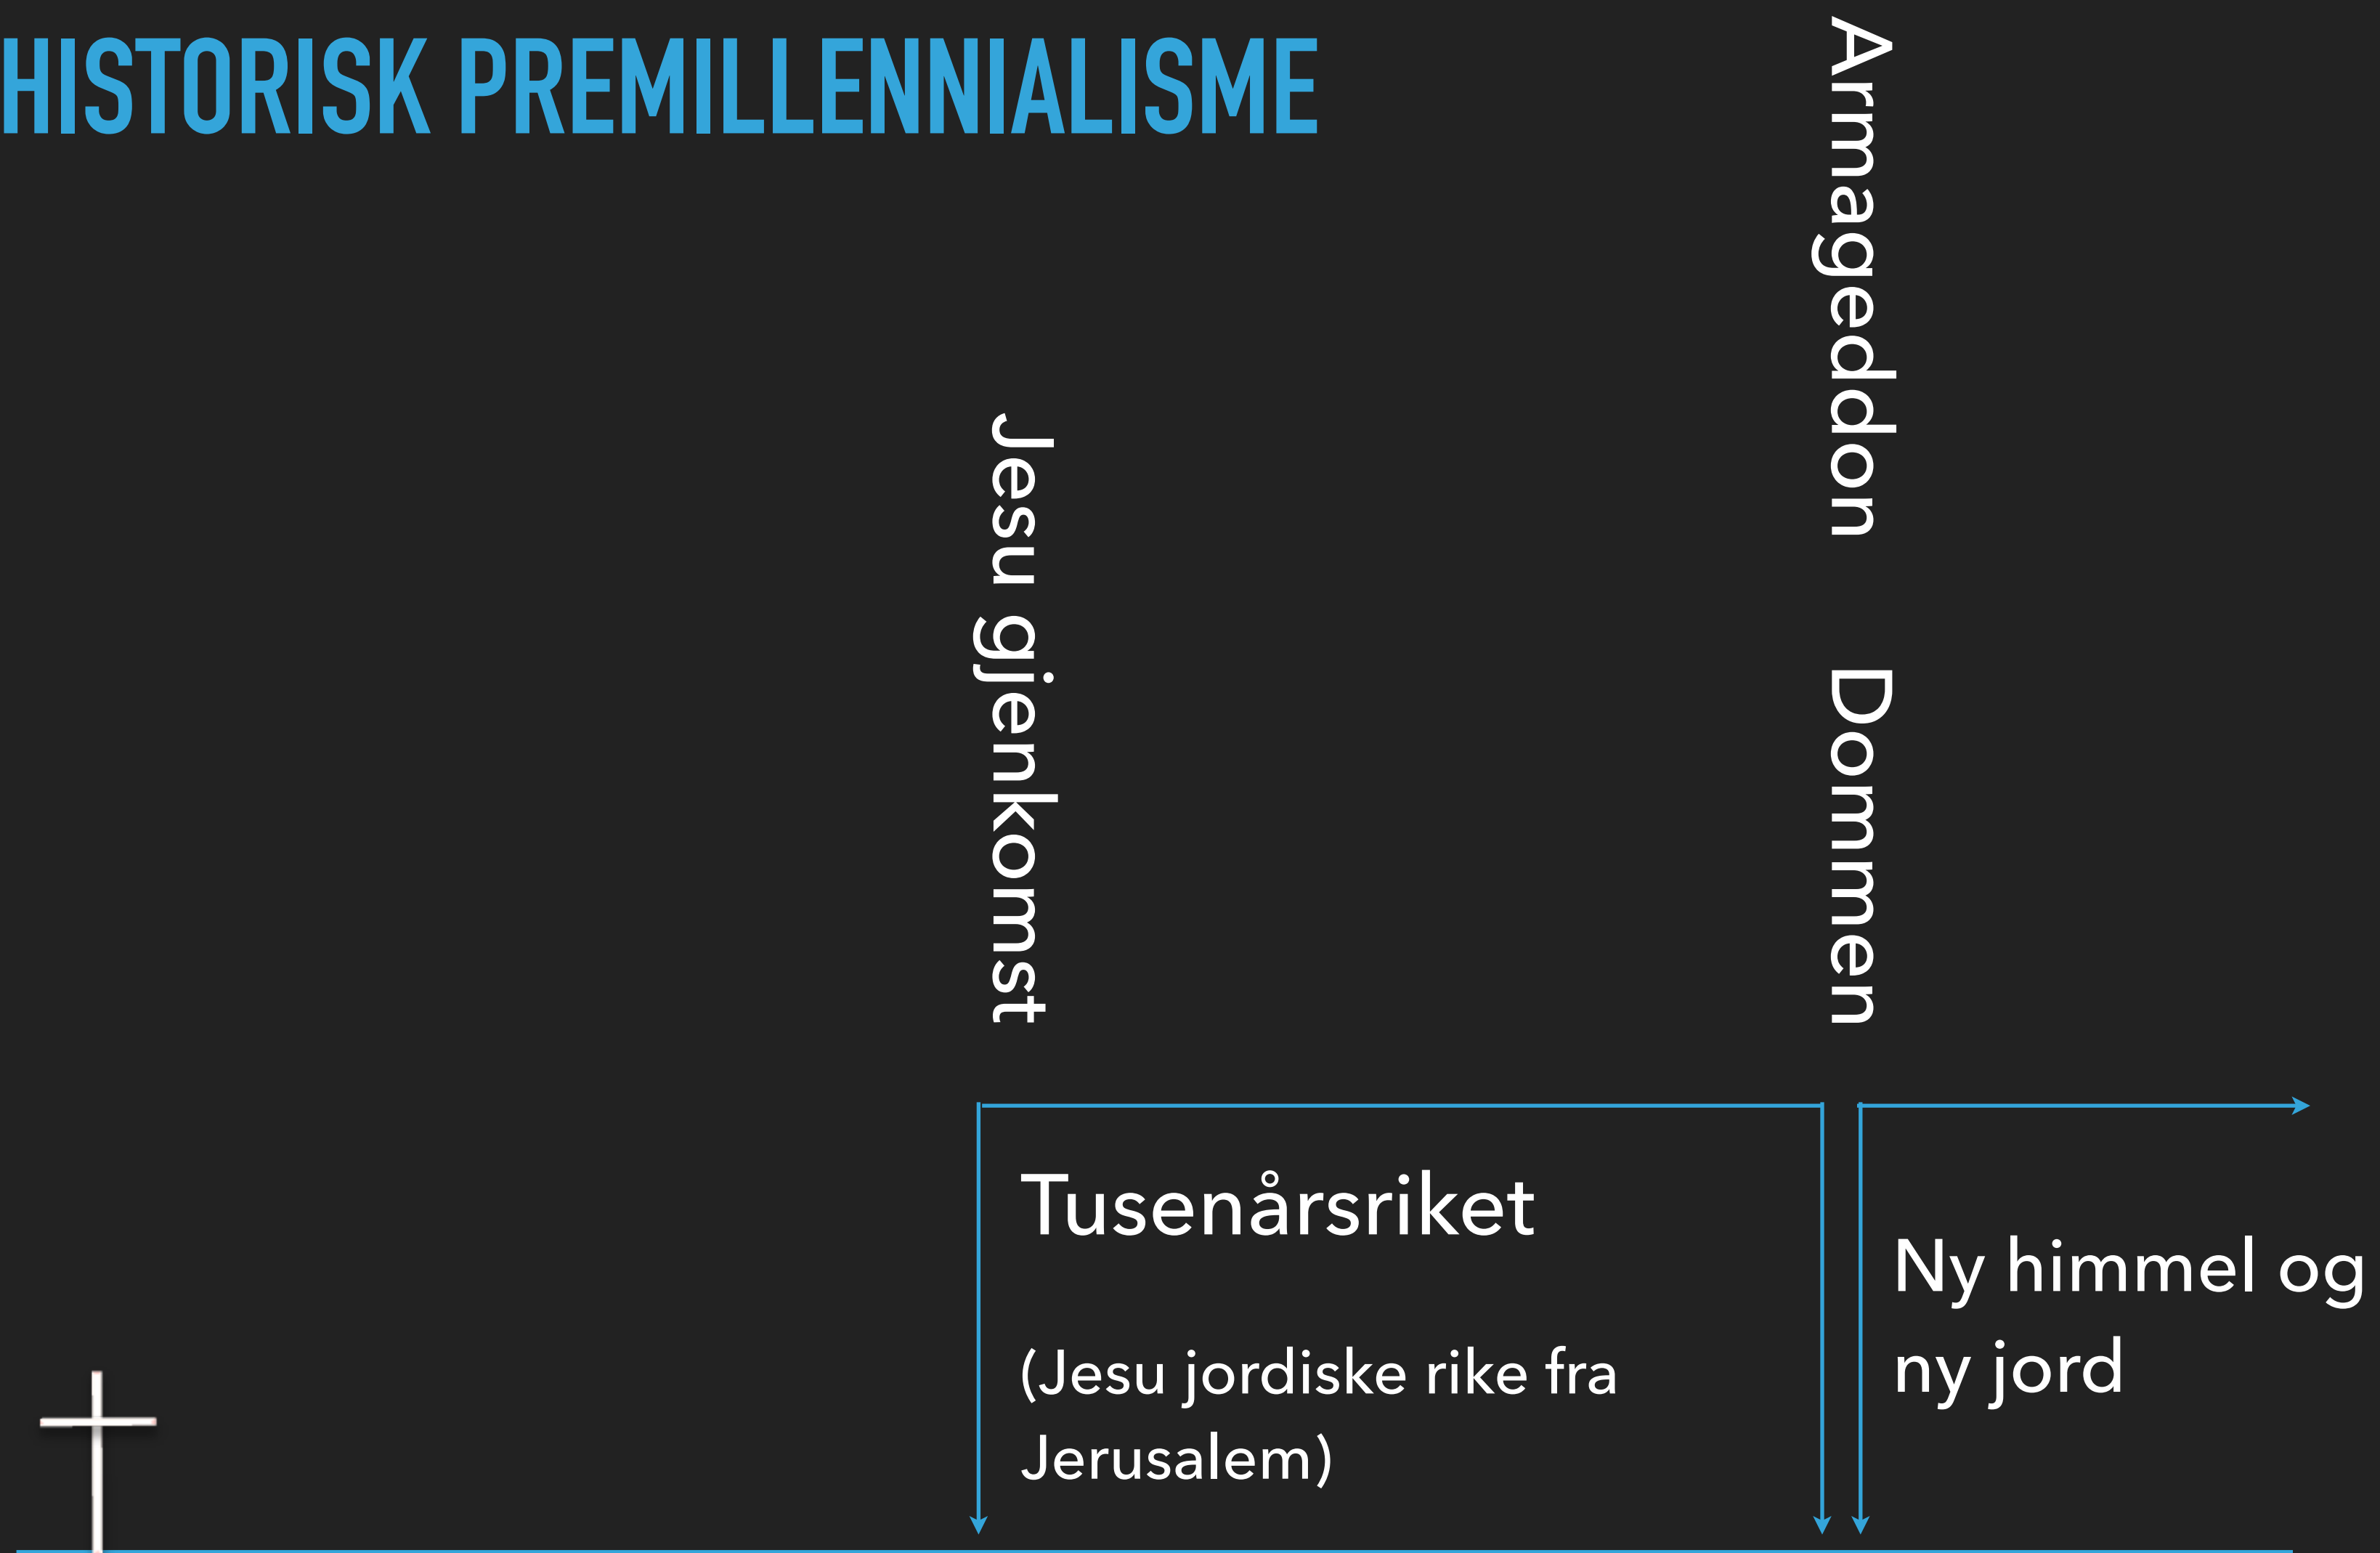 HISTORISK PREMILLENNIALISME
Jesu gjenkomst
Armageddon
Dommen
Tusenårsriket
(Jesu jordiske rike fra
Jerusalem)
Ny himmel og
ny jord